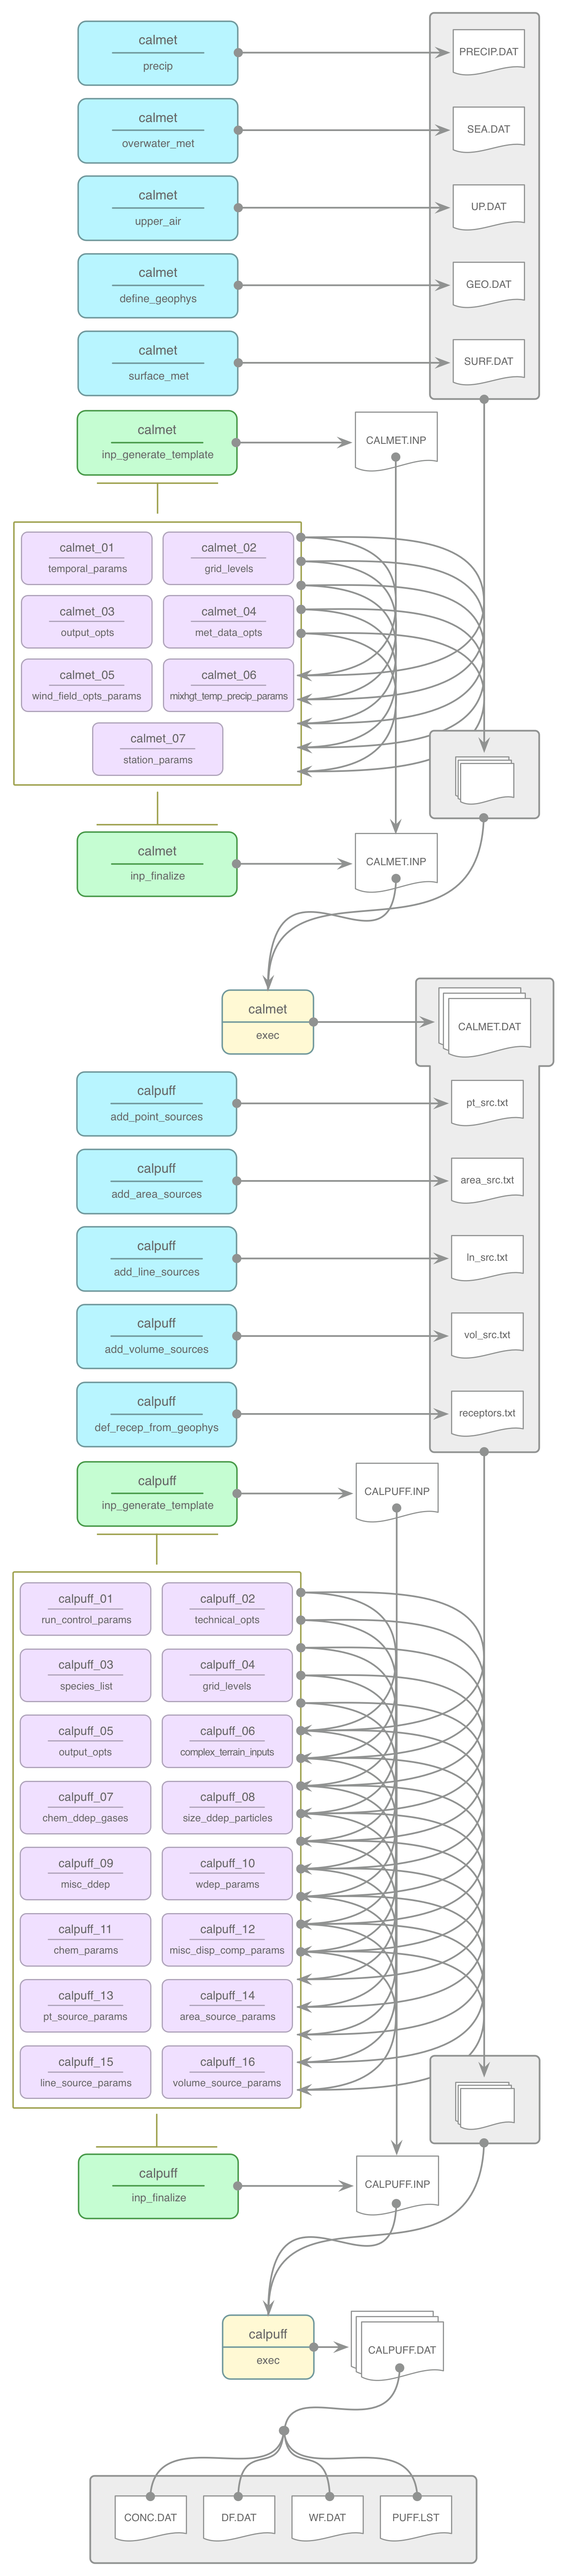 calmet
precip
PRECIP.DAT
calmet
overwater_met
SEA.DAT
calmet
upper_air
UP.DAT
calmet
define_geophys
GEO.DAT
calmet
surface_met
SURF.DAT
calmet
inp_generate_template
CALMET.INP
calmet_01
temporal_params
calmet_02
grid_levels
calmet_03
output_opts
calmet_04
met_data_opts
calmet_05
wind_field_opts_params
calmet_06
mixhgt_temp_precip_params
calmet_07
station_params
calmet
inp_finalize
CALMET.INP
calmet
exec
CALMET.DAT
calpuff
add_point_sources
pt_src.txt
calpuff
add_area_sources
area_src.txt
calpuff
add_line_sources
ln_src.txt
calpuff
add_volume_sources
vol_src.txt
calpuff
def_recep_from_geophys
receptors.txt
calpuff
inp_generate_template
CALPUFF.INP
calpuff_01
run_control_params
calpuff_02
technical_opts
calpuff_03
species_list
calpuff_04
grid_levels
calpuff_05
output_opts
calpuff_06
complex_terrain_inputs
calpuff_07
chem_ddep_gases
calpuff_08
size_ddep_particles
calpuff_09
misc_ddep
calpuff_10
wdep_params
calpuff_11
chem_params
calpuff_12
misc_disp_comp_params
calpuff_13
pt_source_params
calpuff_14
area_source_params
calpuff_15
line_source_params
calpuff_16
volume_source_params
calpuff
inp_finalize
CALPUFF.INP
calpuff
exec
CALPUFF.DAT
CONC.DAT
DF.DAT
WF.DAT
PUFF.LST